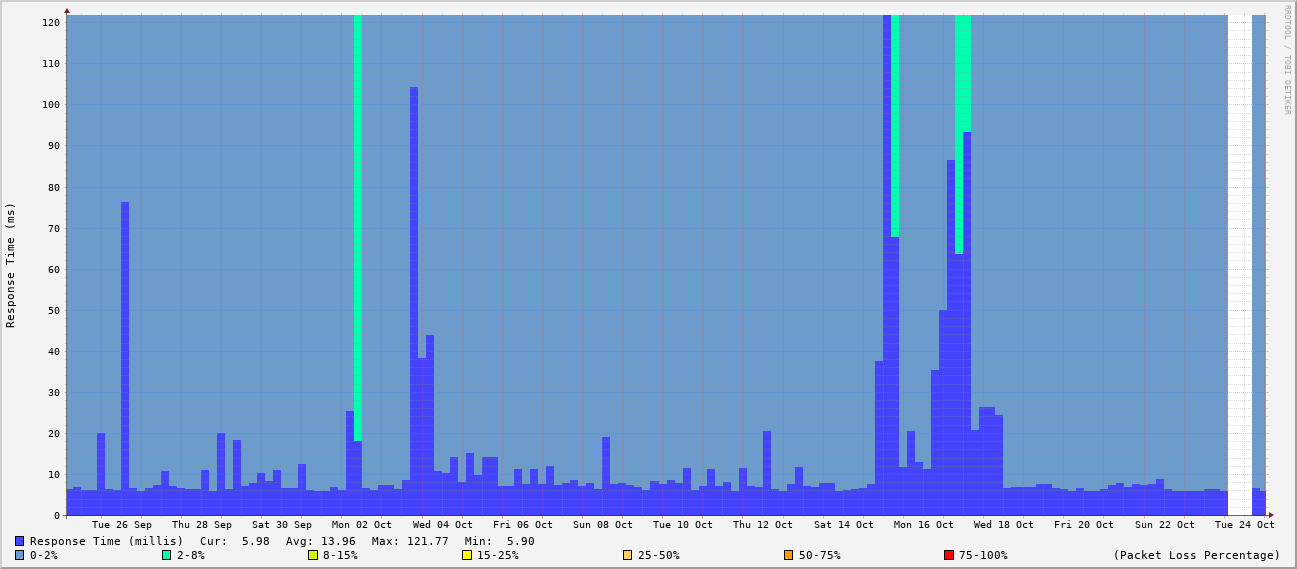 RRDTOOL / TOBI OETIKER
Response Time (ms)
120
110
100
90
80
70
60
50
40
30
20
10
0
Tue 26 Sep Thu 28 Sep Sat 30 Sep Mon 02 Oct Wed 04 Oct Fri 06 Oct Sun 08 Oct Tue 10 Oct Thu 12 Oct Sat 14 Oct Mon 16 Oct Wed 18 Oct Fri 20 Oct Sun 22 Oct Tue 24 Oct
Response Time (millis) Cur: 5.98 Avg: 13.96 Max: 121.77 Min: 5.90
0-2% 2-8% 8-15% 15-25% 25-50% 50-75% 75-100% (Packet Loss Percentage)